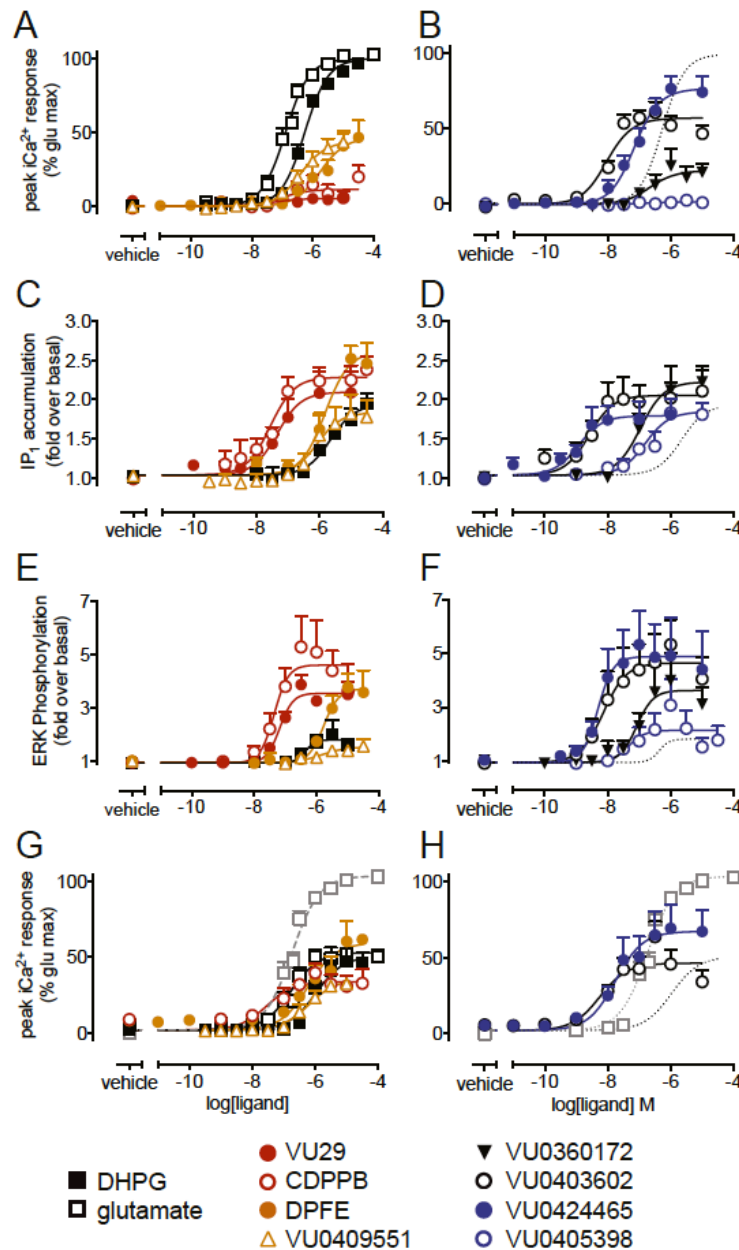 A
peak iCa²⁺ response
(% glu max)
100
50
0
vehicle
-10
-8
-6
-4
B
100
50
0
vehicle
-10
-8
-6
-4
C
IP₁ accumulation
(fold over basal)
3.0
2.5
2.0
1.5
1.0
vehicle
-10
-8
-6
-4
D
3.0
2.5
2.0
1.5
1.0
vehicle
-10
-8
-6
-4
E
ERK Phosphorylation
(fold over basal)
7
5
3
1
vehicle
-10
-8
-6
-4
F
7
5
3
1
vehicle
-10
-8
-6
-4
G
peak iCa²⁺ response
(% glu max)
100
50
0
vehicle
-10
-8
-6
-4
log[ligand]
H
100
50
0
vehicle
-10
-8
-6
-4
log[ligand] M
DHPG
glutamate
VU29
CDPPB
DPFE
VU0409551
VU0360172
VU0403602
VU0424465
VU0405398